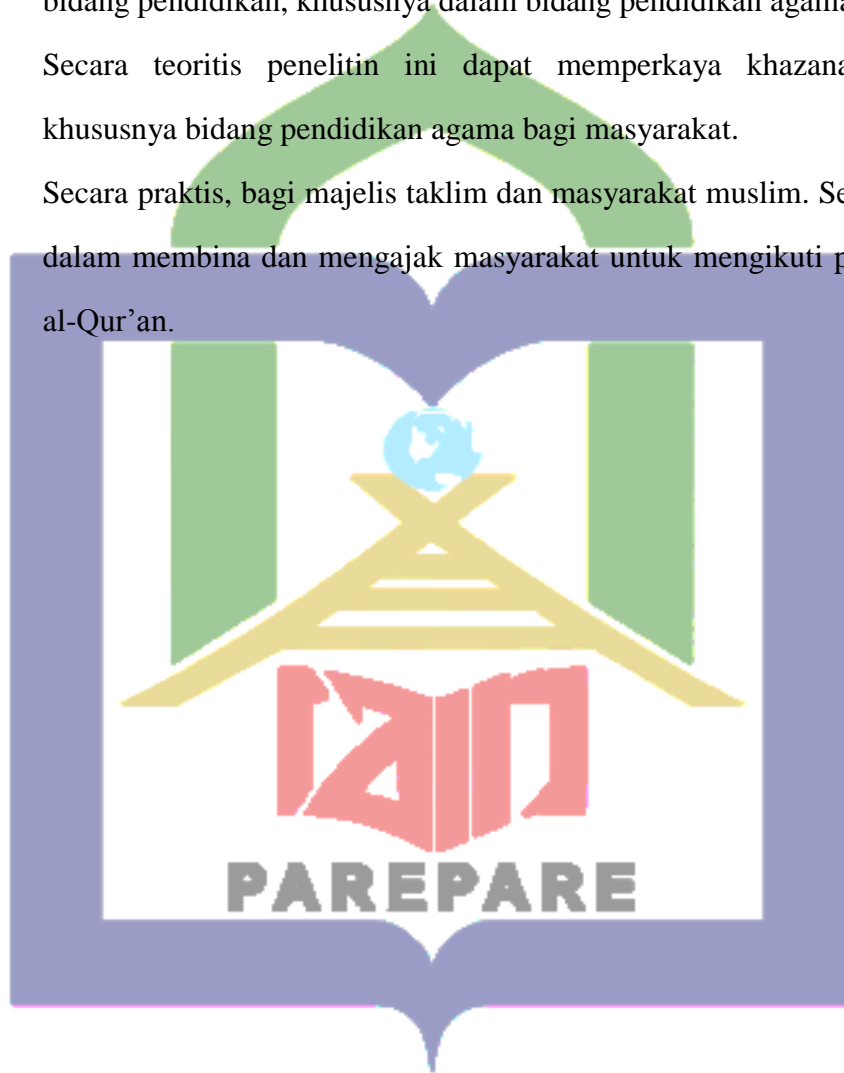 bidang pendidikan, khususnya dalam bidang pendidikan agama
Secara teoritis penelitin ini dapat memperkaya
khususnya bidang pendidikan agama bagi masyarakat.
Secara praktis, bagi majelis taklim dan masyarakat muslim.
dalam membina dan mengajak masyarakat untuk mengikuti
al-Qur’an.
iain
PAREPARE